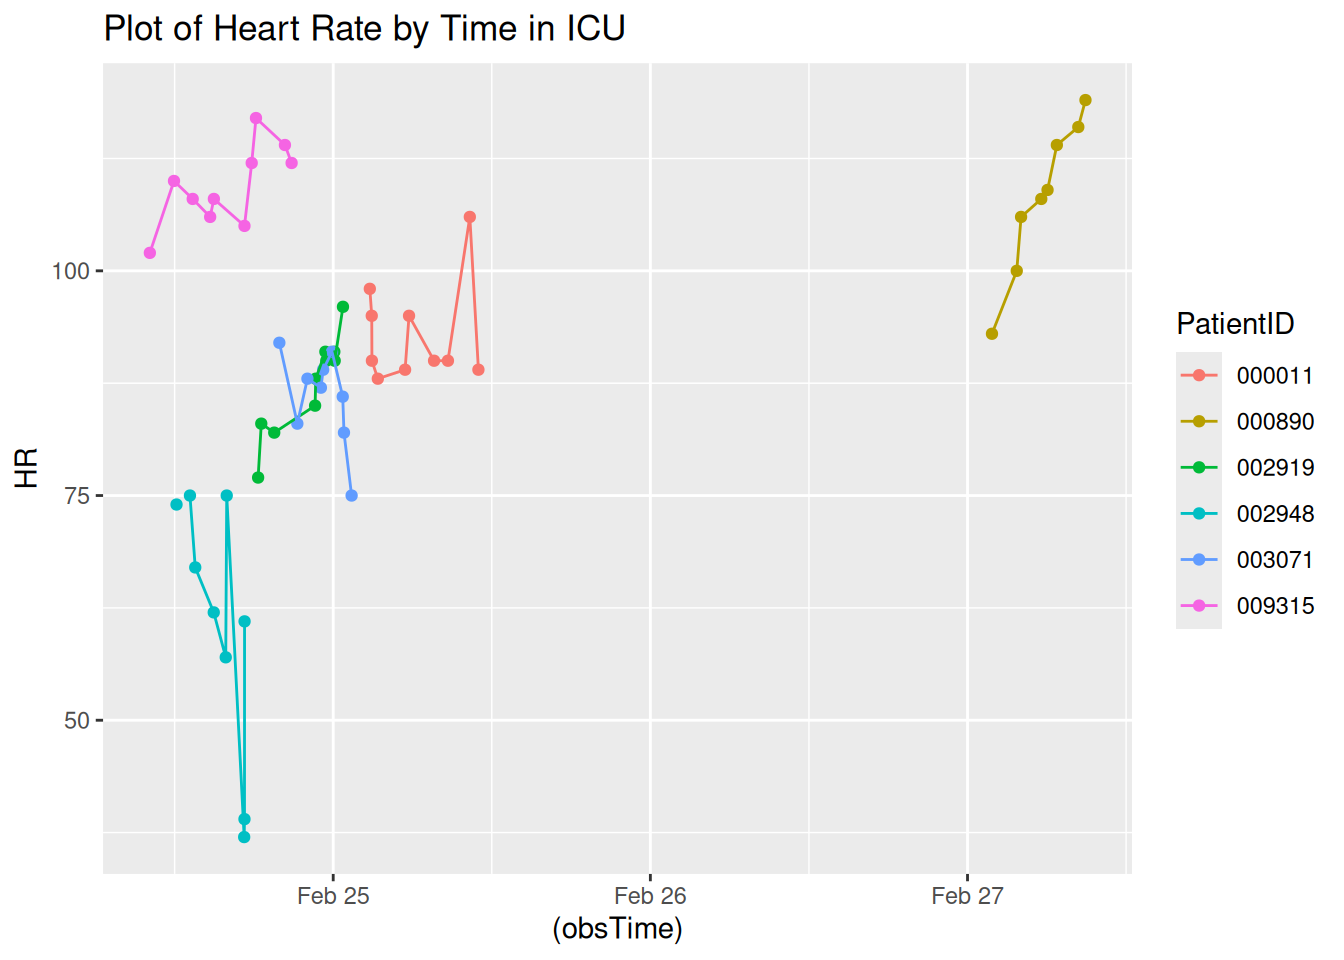 Plot of Heart Rate by Time in ICU
HR
100
75
50
Feb 25
Feb 26
Feb 27
(obsTime)
PatientID
000011
000890
002919
002948
003071
009315